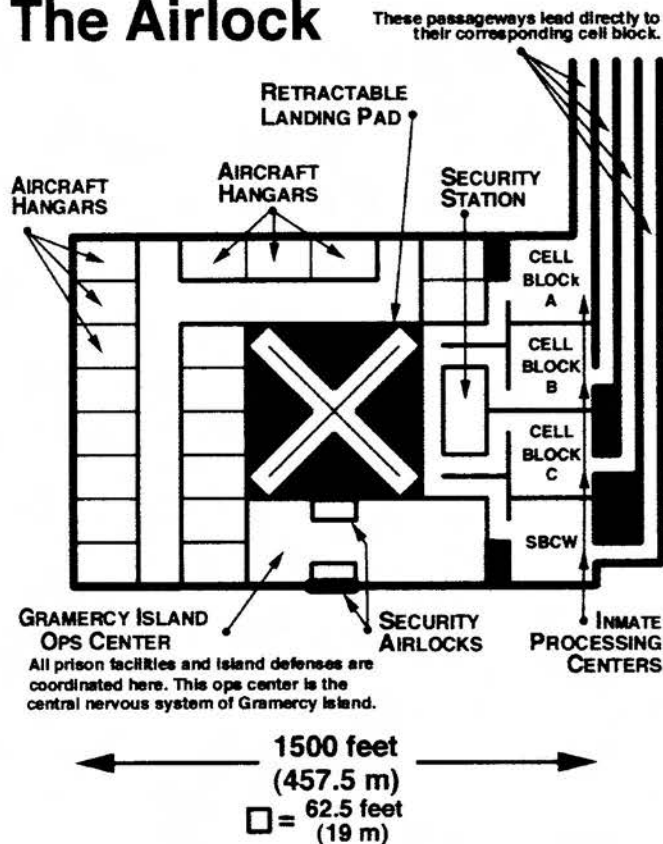 The Airlock
These passageways lead directly to
their corresponding cell block.
RETRACTABLE
LANDING PAD
AIRCRAFT
HANGARS
AIRCRAFT
HANGARS
SECURITY
STATION
CELL
BLOCk
A
CELL
BLOCK
B
CELL
BLOCK
C
SBCW
GRAMERCY ISLAND
OPS CENTER
All prison facilities and island defenses are
coordinated here. This ops center is the
central nervous system of Gramercy Island.
SECURITY
AIRLOCKS
INMATE
PROCESSING
CENTERS
1500 feet
(457.5 m)
= 62.5 feet
(19 m)